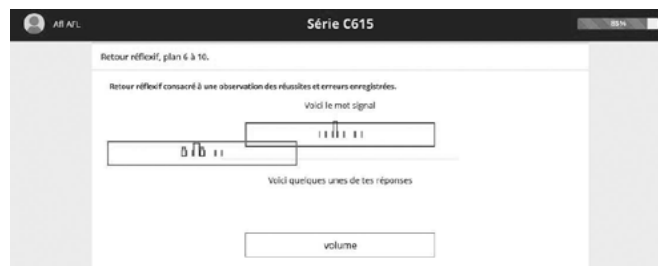 Afl AFL
Série C615
85%
Retour réflexif, plan 6 à 10.
Retour réflexif consacré à une observation des réussites et erreurs enregistrées.
Voici le mot signal
Voici quelques unes de tes réponses
volume